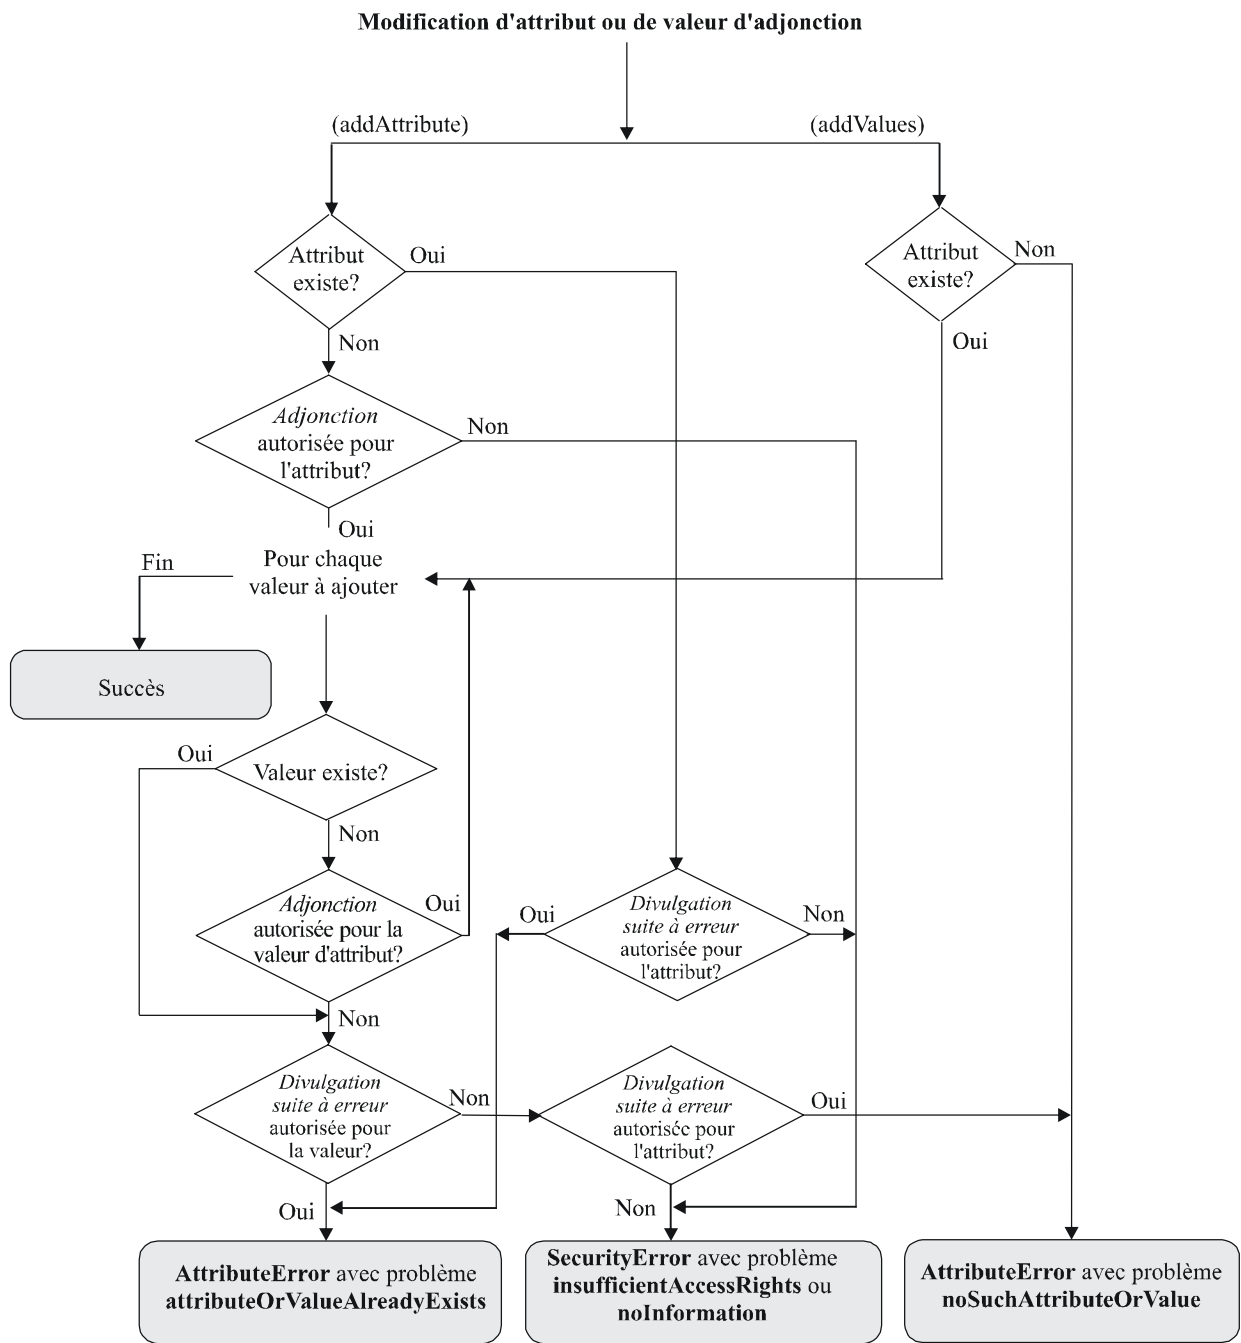 Modification d'attribut ou de valeur d'adjonction
(addAttribute)
(addValues)
Attribut
existe?
Oui
Attribut
existe?
Non
Non
Oui
Adjonction
autorisée pour
l'attribut?
Non
Oui
Fin
Pour chaque
valeur à ajouter
Succès
Oui
Valeur existe?
Non
Adjonction
autorisée pour la
valeur d'attribut?
Oui
Oui
Divulgation
suite à erreur
autorisée pour
l'attribut?
Non
Non
Divulgation
suite à erreur
autorisée pour
la valeur?
Non
Divulgation
suite à erreur
autorisée pour
l'attribut?
Oui
Oui
Non
AttributeError avec problème
attributeOrValueAlreadyExists
SecurityError avec problème
insufficientAccessRights ou
noInformation
AttributeError avec problème
noSuchAttributeOrValue